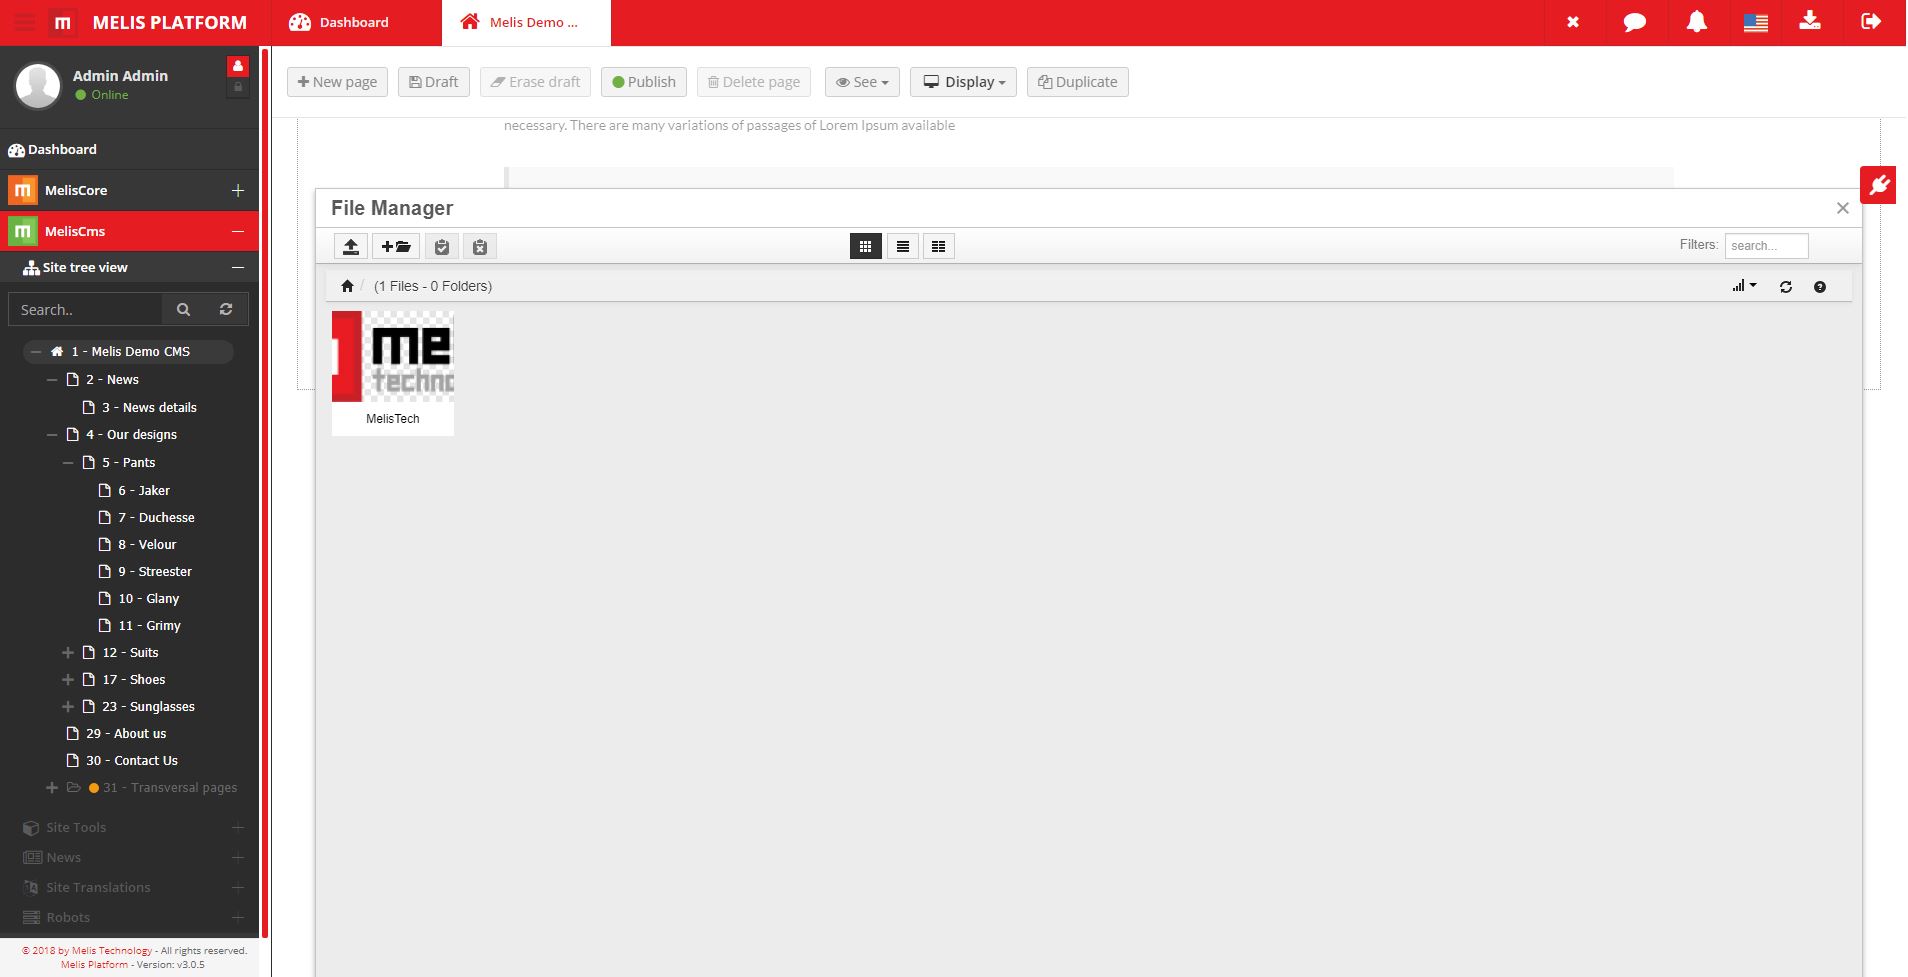 MELIS PLATFORM
Dashboard
Melis Demo ...
Admin Admin
Online
Dashboard
MelisCore
MelisCms
Site tree view
Search..
1 - Melis Demo CMS
2 - News
3 - News details
4 - Our designs
5 - Pants
6 - Jaker
7 - Duchesse
8 - Velour
9 - Streester
10 - Glany
11 - Grimy
12 - Suits
17 - Shoes
23 - Sunglasses
29 - About us
30 - Contact Us
31 - Transversal pages
Site Tools
News
Site Translations
Robots
© 2018 by Melis Technology - All rights reserved.
Melis Platform - Version: v3.0.5
New page
Draft
Erase draft
Publish
Delete page
See
Display
Duplicate
necessary. There are many variations of passages of Lorem Ipsum available
File Manager
Filters: search...
(1 Files - 0 Folders)
me
techno
MelisTech